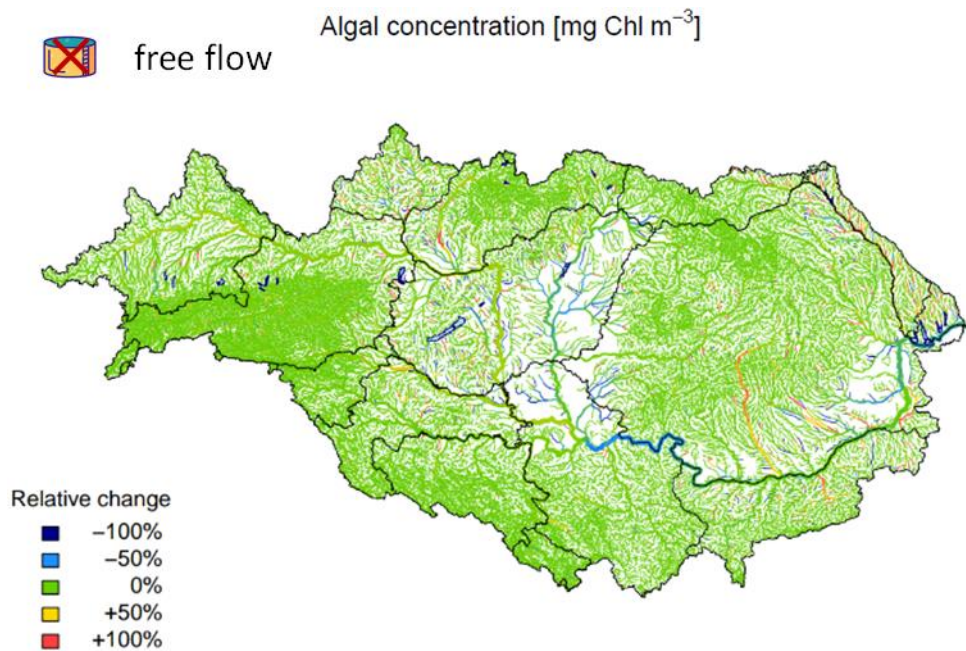 Algal concentration [mg Chl m⁻³]
free flow
Relative change
−100%
−50%
0%
+50%
+100%